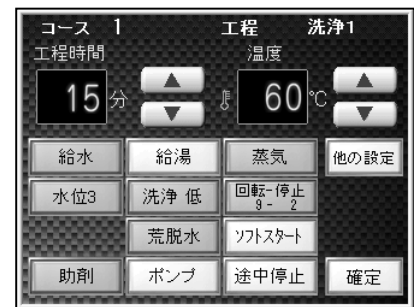 コース 1 工程 洗浄1
工程時間 温度
15分 60℃
給水 給湯 蒸気 他の設定
水位3 洗浄 低 回転-停止
9- 2
荒脱水 ソフトスタート
助剤 ポンプ 途中停止 確定